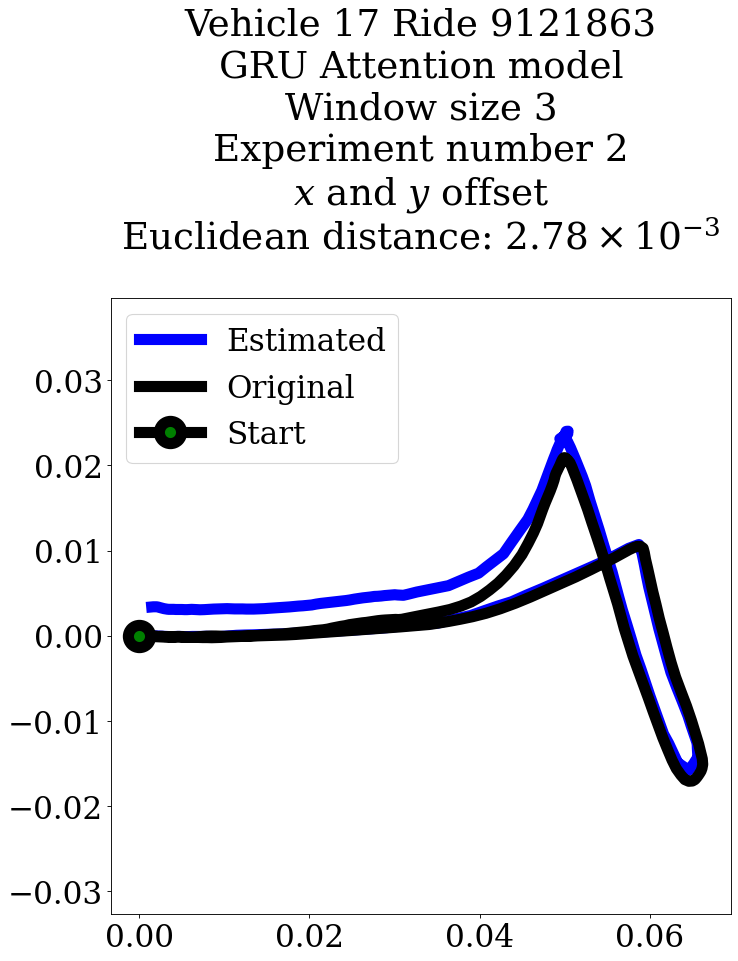 Vehicle 17 Ride 9121863
GRU Attention model
Window size 3
Experiment number 2
x and y offset
Euclidean distance: 2.78 × 10⁻³
Estimated
Original
Start
0.03
0.02
0.01
0.00
−0.01
−0.02
−0.03
0.00 0.02 0.04 0.06